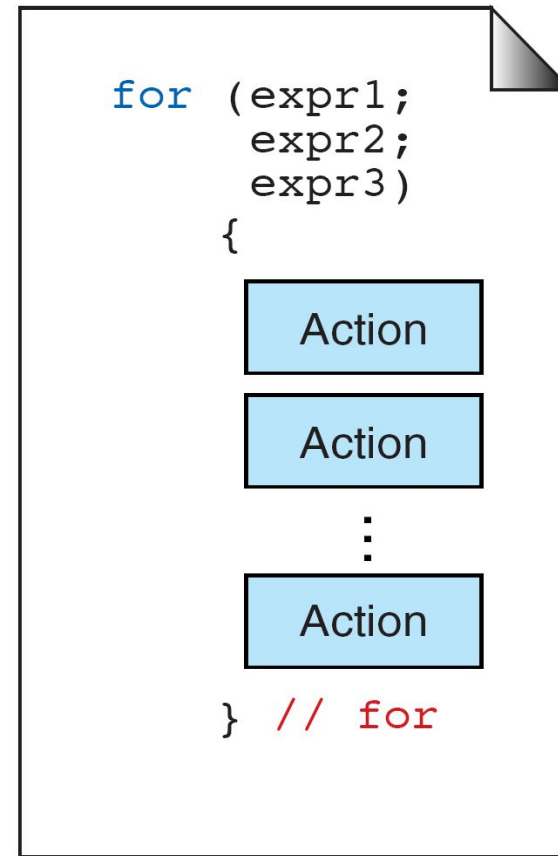 for (expr1;
expr2;
expr3)
{
Action
Action
⋮
Action
} // for